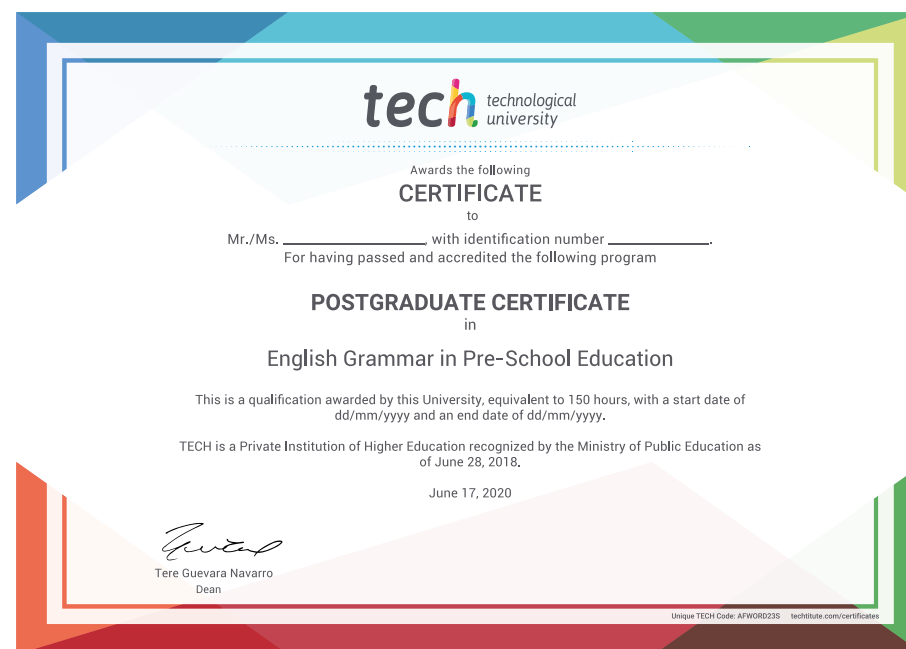 tech technological
university
Awards the following
CERTIFICATE
to
Mr./Ms. ____________________, with identification number ______________.
For having passed and accredited the following program
POSTGRADUATE CERTIFICATE
in
English Grammar in Pre-School Education
This is a qualification awarded by this University, equivalent to 150 hours, with a start date of
dd/mm/yyyy and an end date of dd/mm/yyyy.
TECH is a Private Institution of Higher Education recognized by the Ministry of Public Education as
of June 28, 2018.
June 17, 2020
Tere Guevara Navarro
Dean
Unique TECH Code: AFWORD23S techtitute.com/certificates